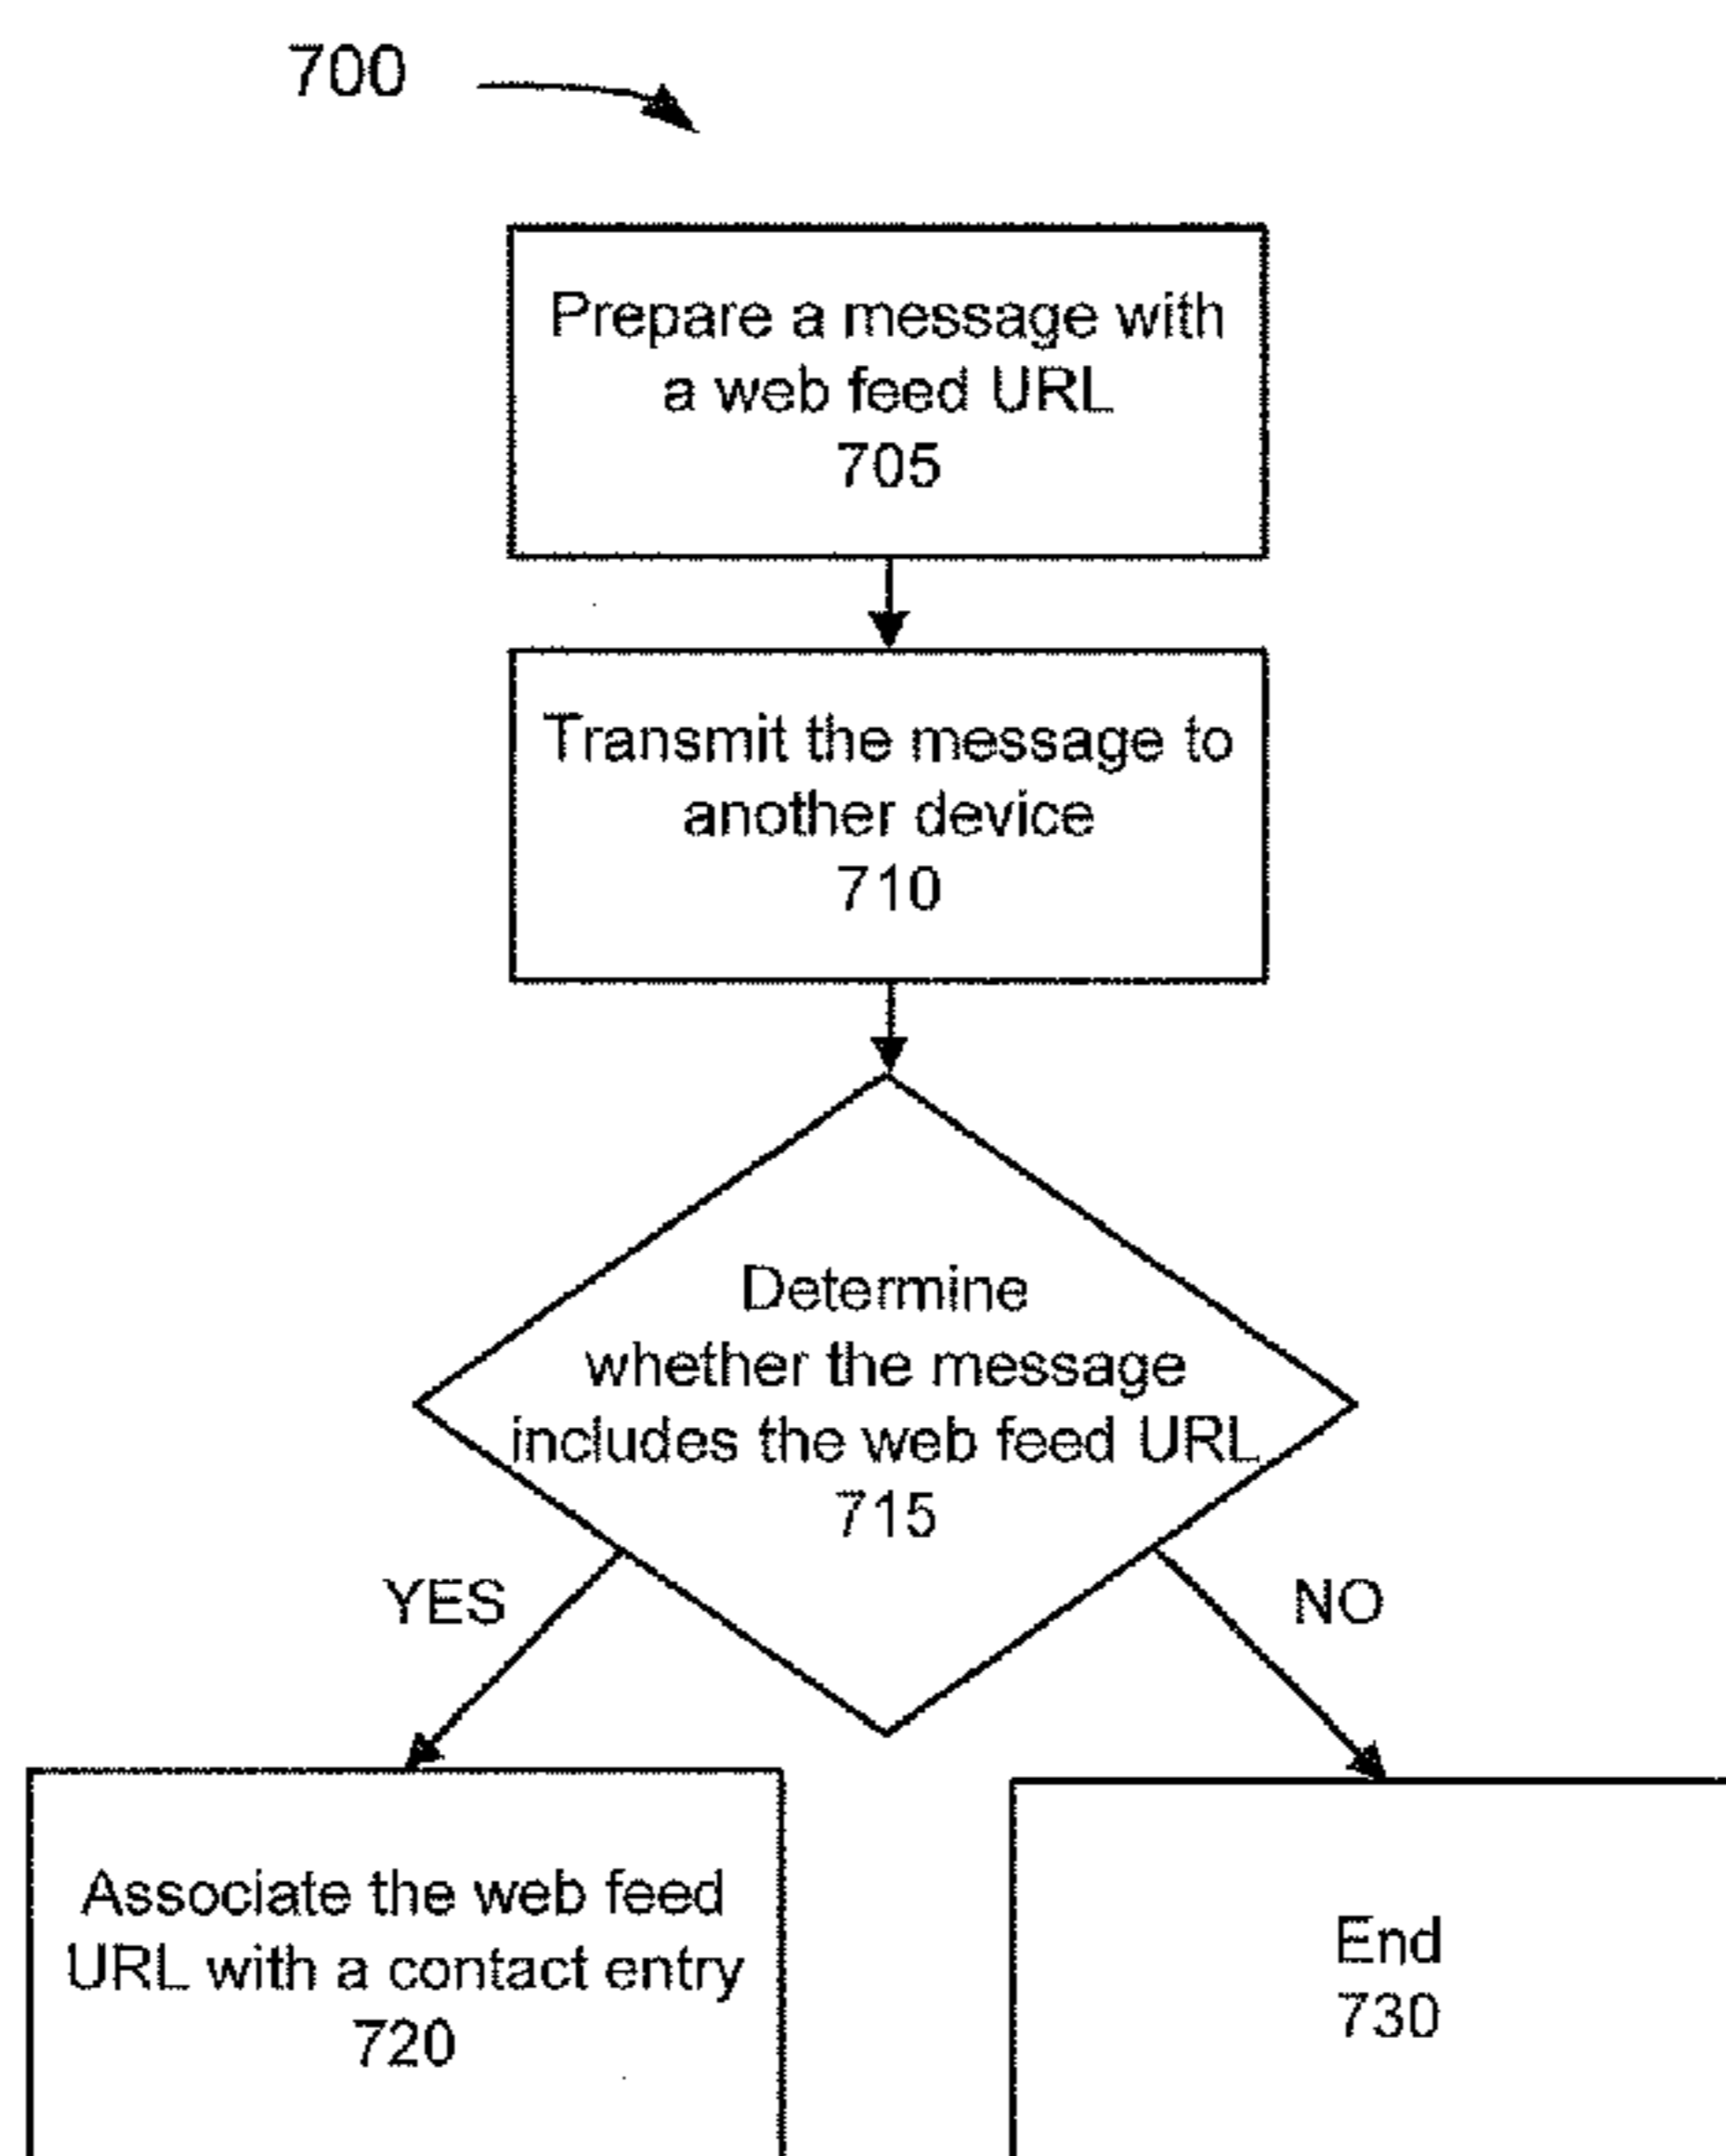 700
Prepare a message with
a web feed URL
705
Transmit the message to
another device
710
Determine
whether the message
includes the web feed URL
715
YES
NO
Associate the web feed
URL with a contact entry
720
End
730